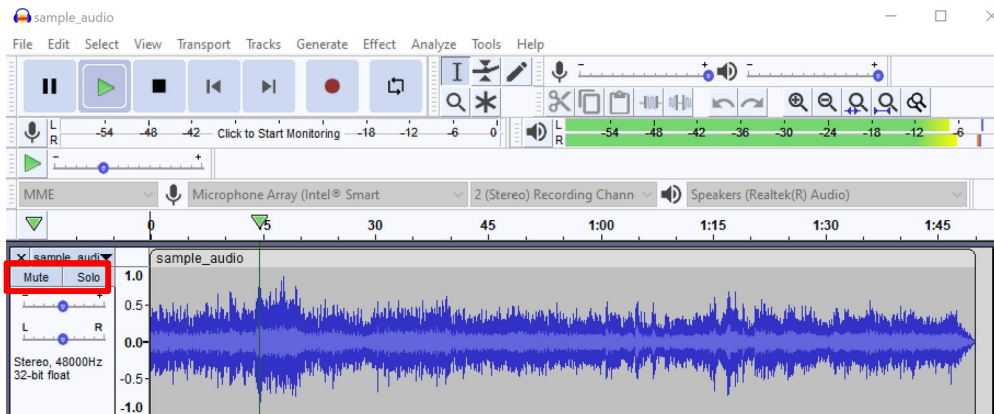 sample_audio
File Edit Select View Transport Tracks Generate Effect Analyze Tools Help
L
R
-54 -48 -42 Click to Start Monitoring -18 -12 -6 0
L
R
-54 -48 -42 -36 -30 -24 -18 -12 -6
MME Microphone Array (Intel® Smart 2 (Stereo) Recording Chann Speakers (Realtek(R) Audio)
0 15 30 45 1:00 1:15 1:30 1:45
sample_audi sample_audio
Mute Solo 1.0
0.5
L R
0.0
Stereo, 48000Hz
32-bit float
-0.5
-1.0